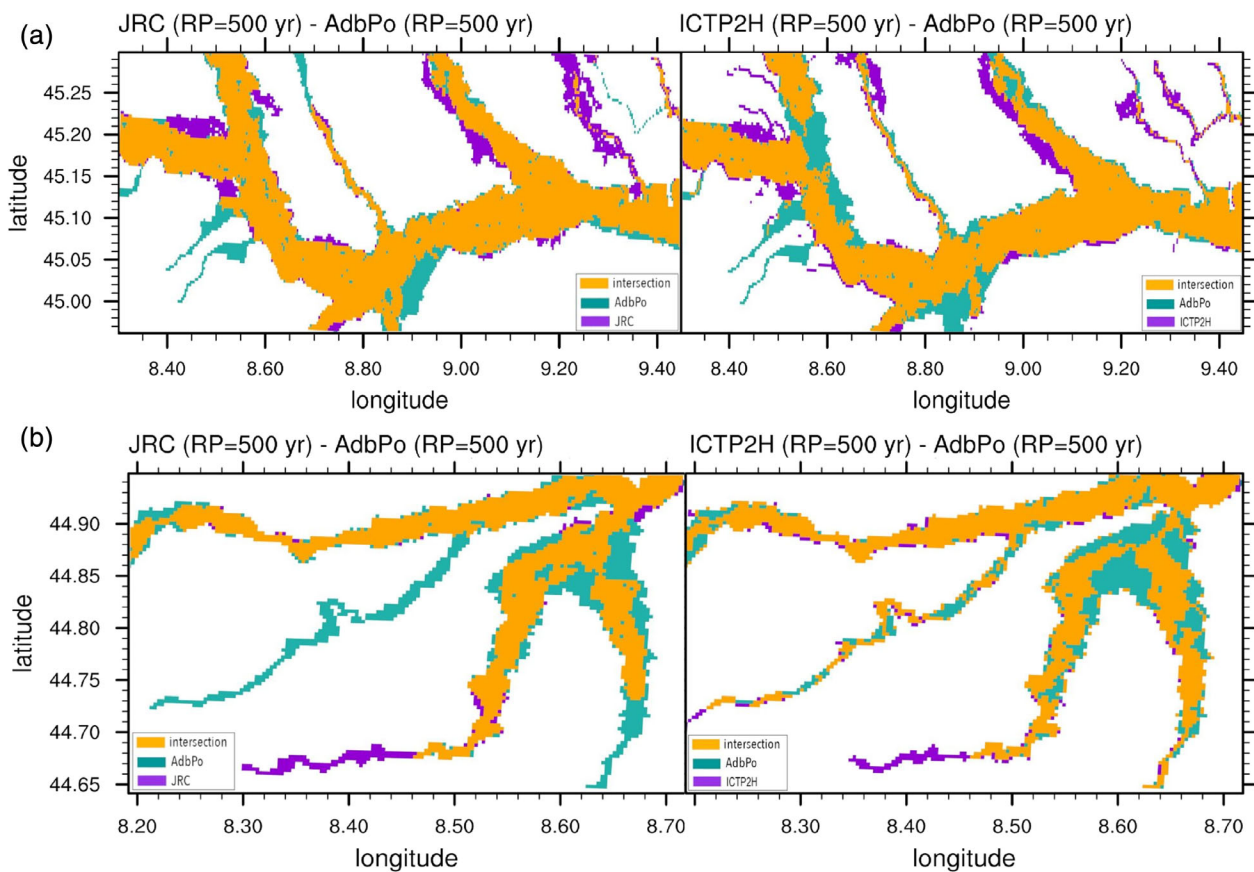 (a)
JRC (RP=500 yr) - AdbPo (RP=500 yr)
ICTP2H (RP=500 yr) - AdbPo (RP=500 yr)
45.25
45.20
45.15
45.10
45.05
45.00
latitude
intersection
AdbPo
JRC
intersection
AdbPo
ICTP2H
8.40 8.60 8.80 9.00 9.20 9.40
8.40 8.60 8.80 9.00 9.20 9.40
longitude
longitude
(b)
JRC (RP=500 yr) - AdbPo (RP=500 yr)
ICTP2H (RP=500 yr) - AdbPo (RP=500 yr)
44.90
44.85
44.80
44.75
44.70
44.65
latitude
intersection
AdbPo
JRC
intersection
AdbPo
ICTP2H
8.20 8.30 8.40 8.50 8.60 8.70
8.30 8.40 8.50 8.60 8.70
longitude
longitude